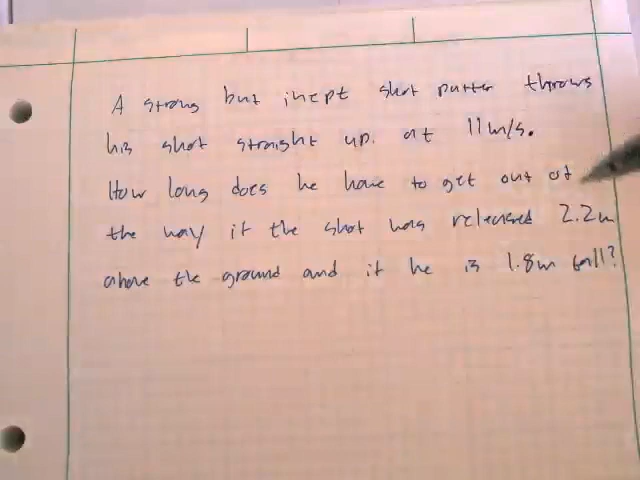 A strong but inept shot putter throws
his shot straight up. at 11m/s.
How long does he have to get out of
the way if the shot was released 2.2m
above the ground and if he is 1.8m tall?